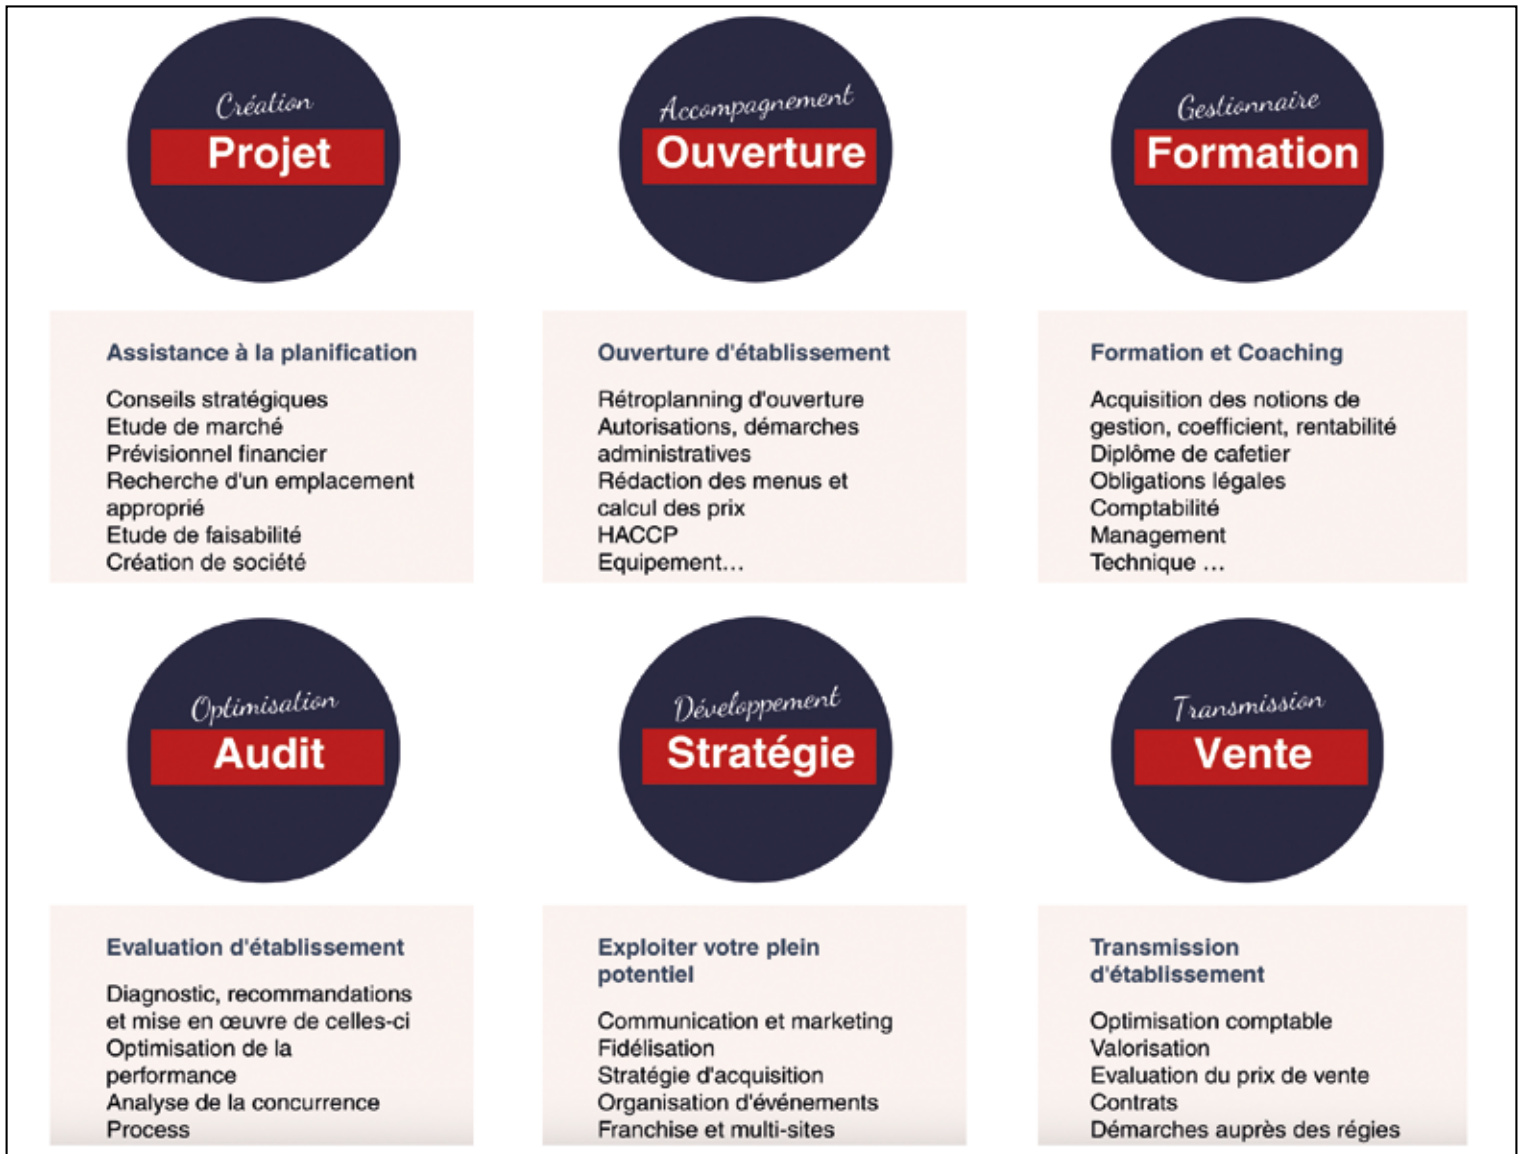 Création
Projet
Assistance à la planification
Conseils stratégiques
Etude de marché
Prévisionnel financier
Recherche d'un emplacement
approprié
Etude de faisabilité
Création de société
Accompagnement
Ouverture
Ouverture d'établissement
Rétroplanning d'ouverture
Autorisations, démarches
administratives
Rédaction des menus et
calcul des prix
HACCP
Equipement...
Gestionnaire
Formation
Formation et Coaching
Acquisition des notions de
gestion, coefficient, rentabilité
Diplôme de cafetier
Obligations légales
Comptabilité
Management
Technique ...
Optimisation
Audit
Evaluation d'établissement
Diagnostic, recommandations
et mise en œuvre de celles-ci
Optimisation de la
performance
Analyse de la concurrence
Process
Développement
Stratégie
Exploiter votre plein
potentiel
Communication et marketing
Fidélisation
Stratégie d'acquisition
Organisation d'événements
Franchise et multi-sites
Transmission
Vente
Transmission
d'établissement
Optimisation comptable
Valorisation
Evaluation du prix de vente
Contrats
Démarches auprès des régies